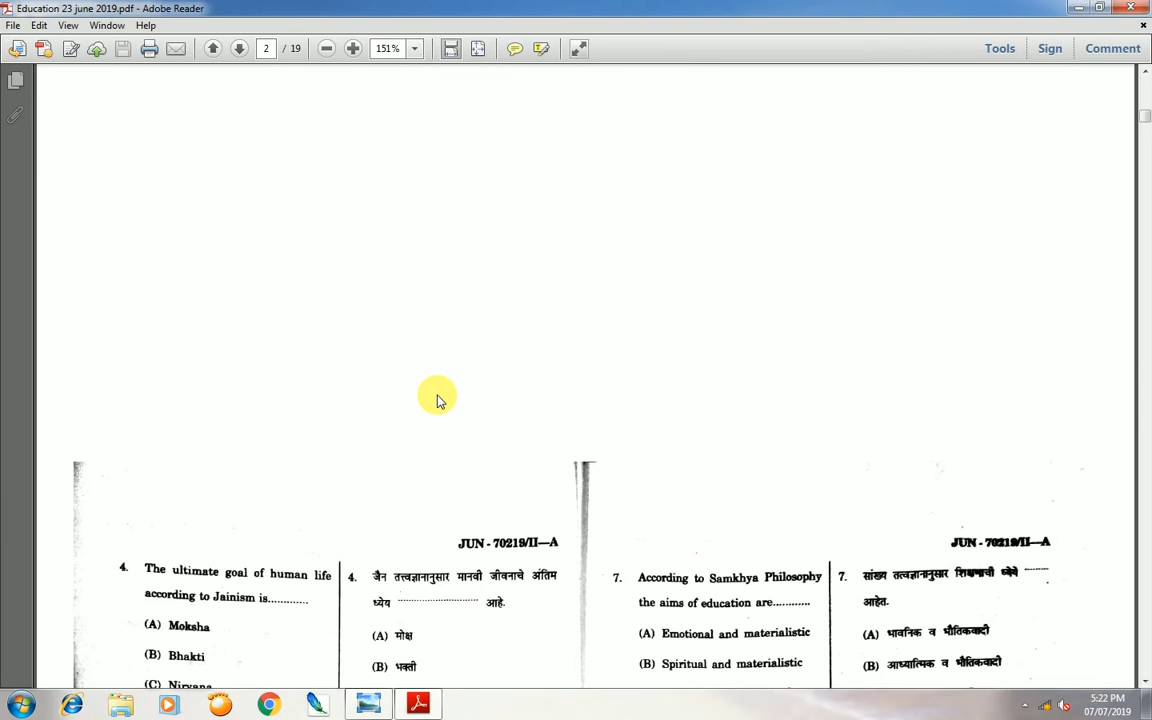 Education 23 june 2019.pdf - Adobe Reader
File Edit View Window Help
2 / 19 151% Tools Sign Comment
JUN - 70219/II—A
4. The ultimate goal of human life
according to Jainism is............
(A) Moksha
(B) Bhakti
(C) Nirvana
4. जैन तत्त्वज्ञानानुसार मानवी जीवनाचे अंतिम
ध्येय ........................... आहे.
(A) मोक्ष
(B) भक्ती
JUN - 70219/II—A
7. According to Samkhya Philosophy
the aims of education are............
(A) Emotional and materialistic
(B) Spiritual and materialistic
7. सांख्य तत्त्वज्ञानानुसार शिक्षणाची ध्येये ........
आहेत.
(A) भावनिक व भौतिकवादी
(B) आध्यात्मिक व भौतिकवादी
5:22 PM
07/07/2019